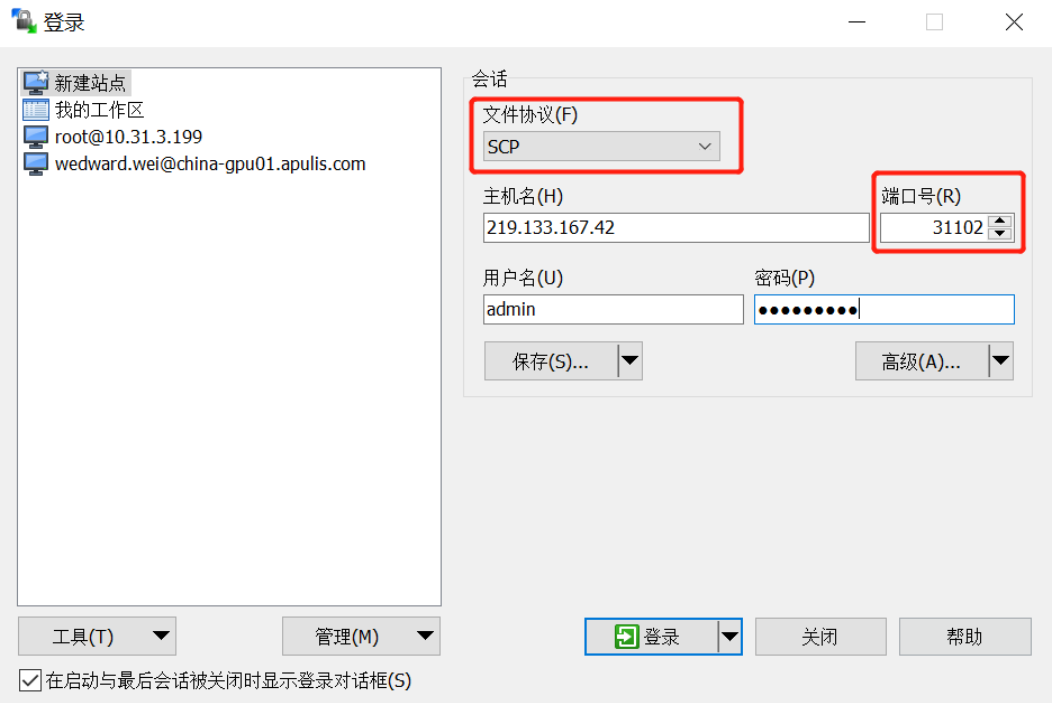 登录
新建站点
我的工作区
root@10.31.3.199
wedward.wei@china-gpu01.apulis.com
会话
文件协议(F)
SCP
主机名(H)
端口号(R)
219.133.167.42
31102
用户名(U)
密码(P)
admin
●●●●●●●●●
保存(S)...
高级(A)...
工具(T)
管理(M)
登录
关闭
帮助
在启动与最后会话被关闭时显示登录对话框(S)